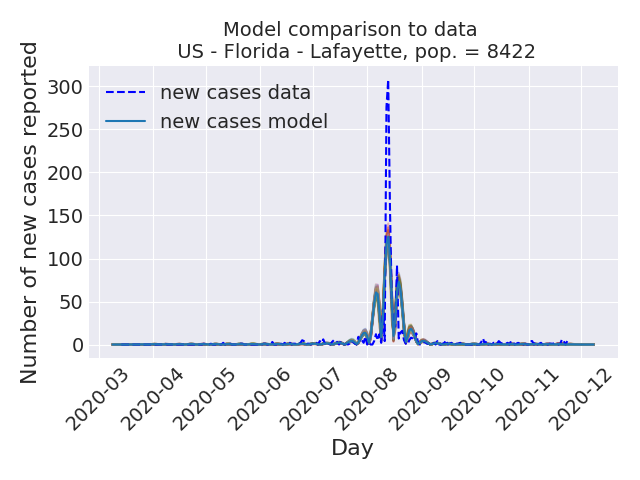 Model comparison to data
US - Florida - Lafayette, pop. = 8422
Number of new cases reported
300
250
200
150
100
50
0
new cases data
new cases model
2020-03
2020-04
2020-05
2020-06
2020-07
2020-08
2020-09
2020-10
2020-11
2020-12
Day